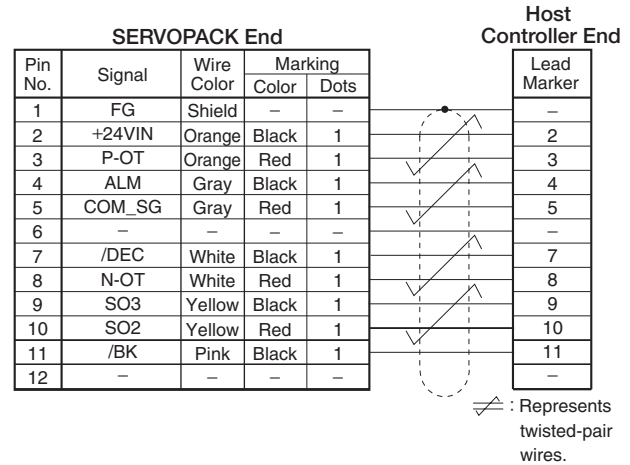 SERVOPACK End
Host
Controller End
Pin No. Signal Wire Color Marking Lead Marker
Color Dots
1 FG Shield – – –
2 +24VIN Orange Black 1 2
3 P-OT Orange Red 1 3
4 ALM Gray Black 1 4
5 COM_SG Gray Red 1 5
6 – – – – –
7 /DEC White Black 1 7
8 N-OT White Red 1 8
9 SO3 Yellow Black 1 9
10 SO2 Yellow Red 1 10
11 /BK Pink Black 1 11
12 – – – – –
: Represents
twisted-pair
wires.